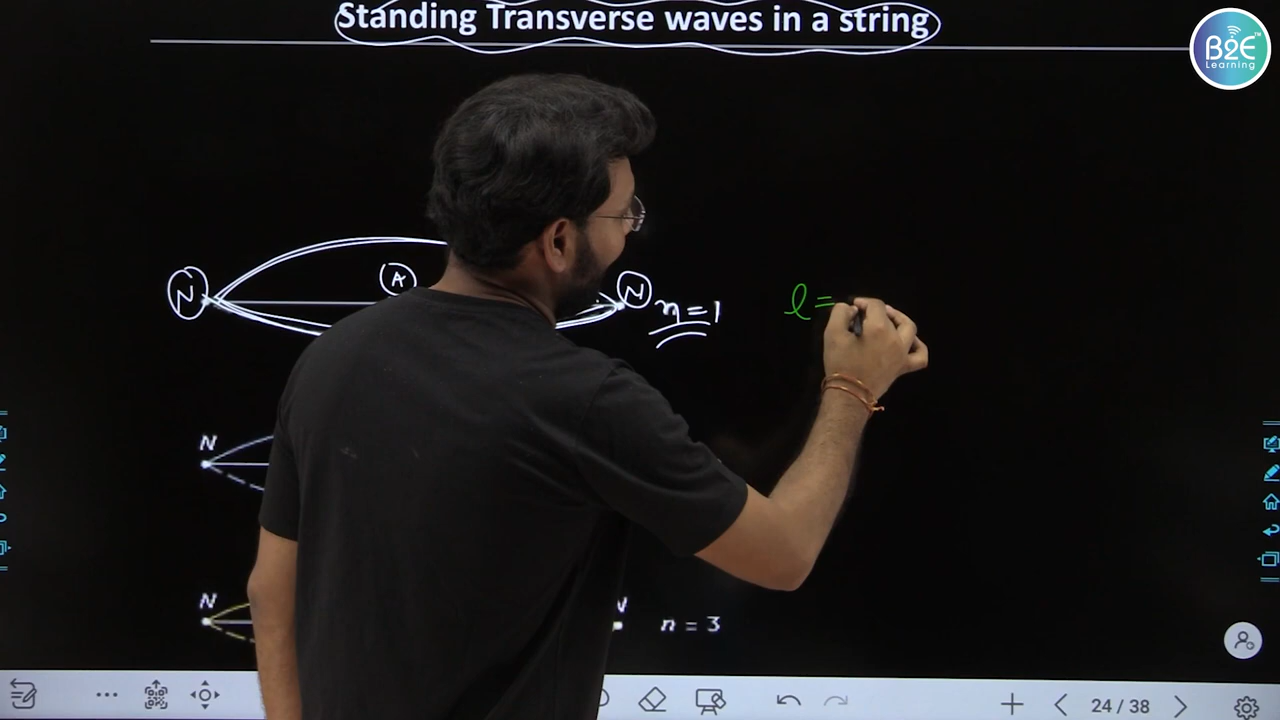 Standing Transverse waves in a string
B2E
Learning
N A N n=1 l=
N
N n = 3
24 / 38